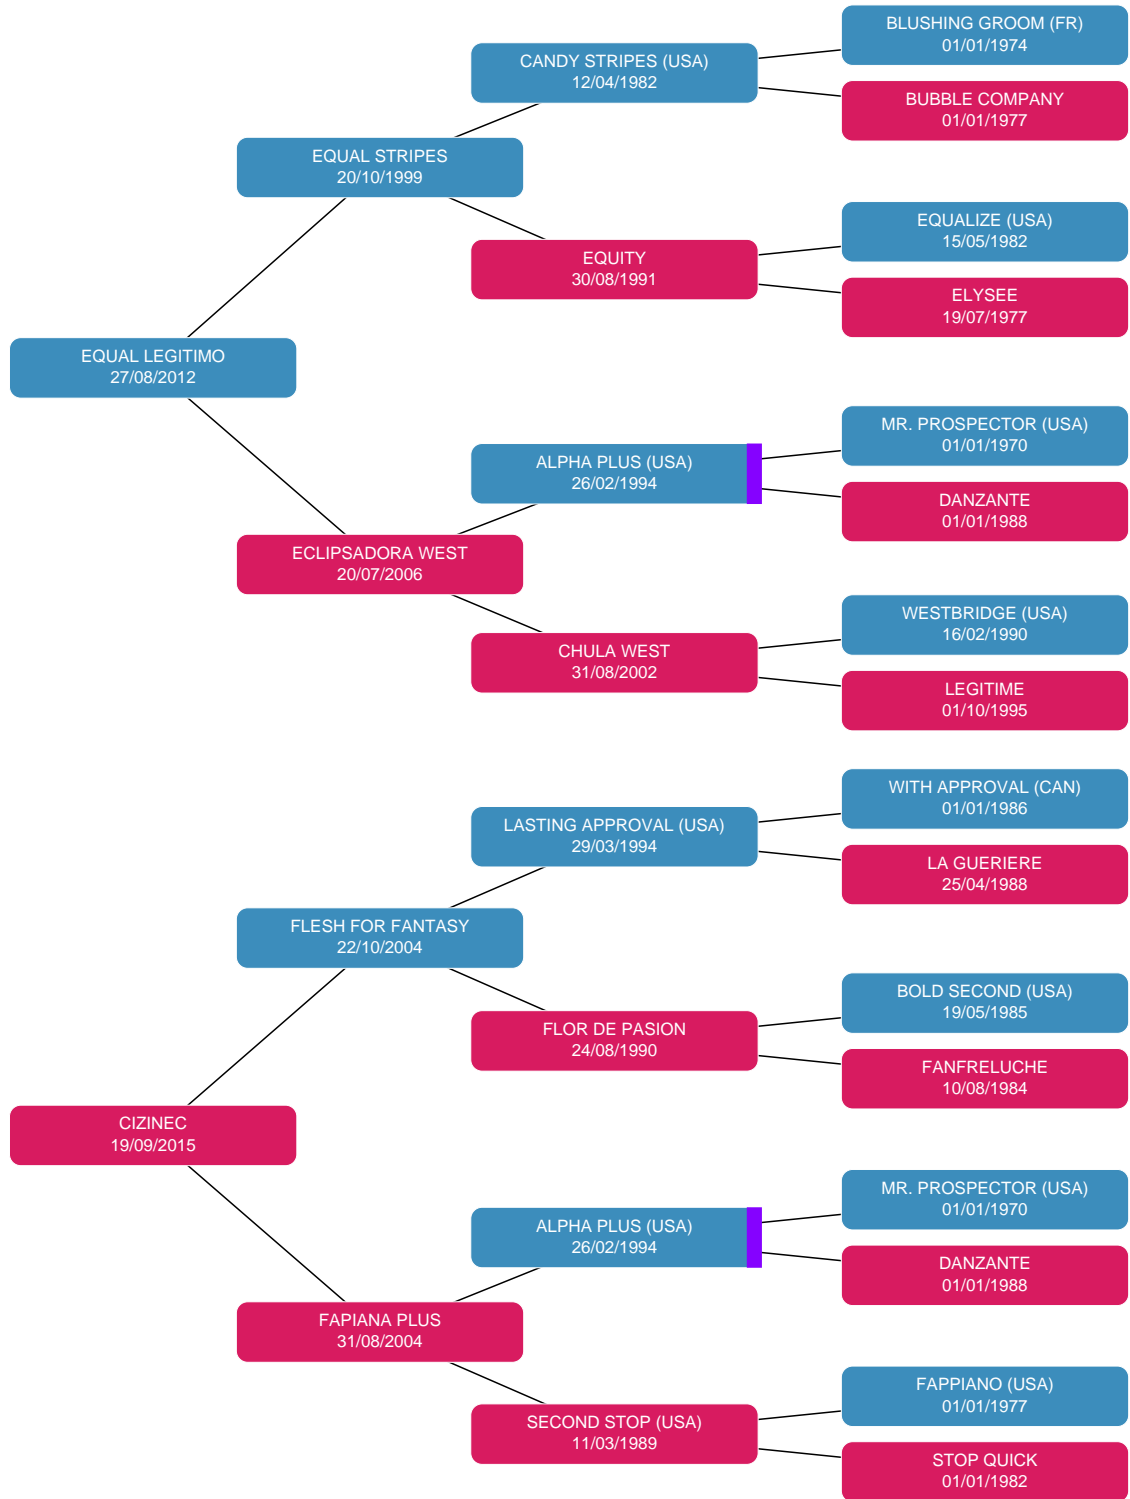 BLUSHING GROOM (FR)
01/01/1974
CANDY STRIPES (USA)
12/04/1982
BUBBLE COMPANY
01/01/1977
EQUAL STRIPES
20/10/1999
EQUALIZE (USA)
15/05/1982
EQUITY
30/08/1991
ELYSEE
19/07/1977
EQUAL LEGITIMO
27/08/2012
MR. PROSPECTOR (USA)
01/01/1970
ALPHA PLUS (USA)
26/02/1994
DANZANTE
01/01/1988
ECLIPSADORA WEST
20/07/2006
WESTBRIDGE (USA)
16/02/1990
CHULA WEST
31/08/2002
LEGITIME
01/10/1995
WITH APPROVAL (CAN)
01/01/1986
LASTING APPROVAL (USA)
29/03/1994
LA GUERIERE
25/04/1988
FLESH FOR FANTASY
22/10/2004
BOLD SECOND (USA)
19/05/1985
FLOR DE PASION
24/08/1990
FANFRELUCHE
10/08/1984
CIZINEC
19/09/2015
MR. PROSPECTOR (USA)
01/01/1970
ALPHA PLUS (USA)
26/02/1994
DANZANTE
01/01/1988
FAPIANA PLUS
31/08/2004
FAPPIANO (USA)
01/01/1977
SECOND STOP (USA)
11/03/1989
STOP QUICK
01/01/1982